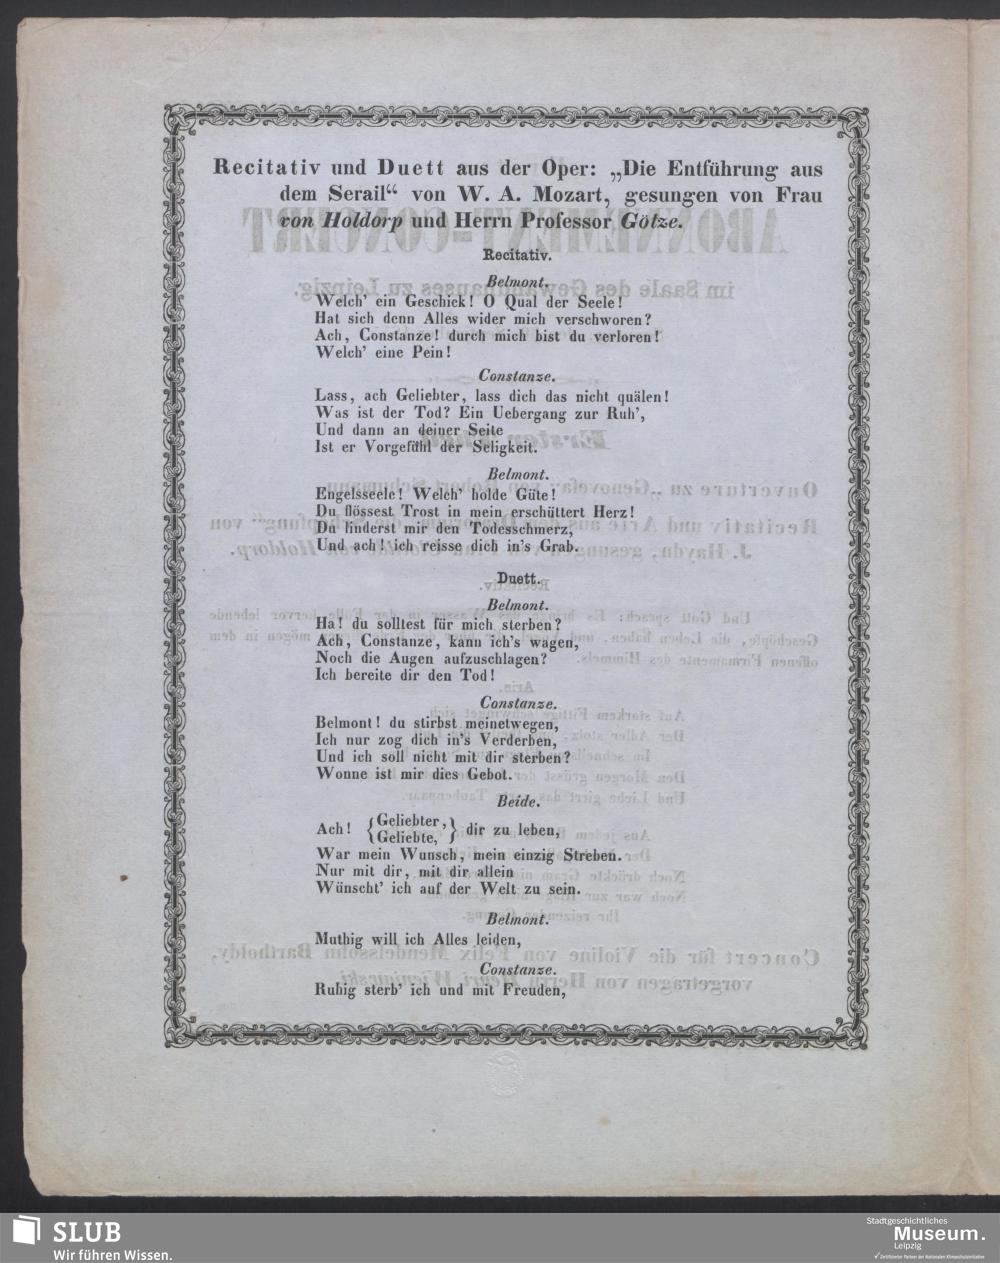 Recitativ und Duett aus der Oper: „Die Entführung aus
dem Serail“ von W. A. Mozart, gesungen von Frau
von Holdorp und Herrn Professor Götze.
Recitativ.
Belmont.
Welch' ein Geschick! O Qual der Seele!
Hat sich denn Alles wider mich verschworen?
Ach, Constanze! durch mich bist du verloren!
Welch' eine Pein!
Constanze.
Lass, ach Geliebter, lass dich das nicht quälen!
Was ist der Tod? Ein Uebergang zur Ruh',
Und dann an deiner Seite
Ist er Vorgefühl der Seligkeit.
Belmont.
Engelsseele! Welch' holde Güte!
Du flössest Trost in mein erschüttert Herz!
Du linderst mir den Todesschmerz,
Und ach! ich reisse dich in's Grab.
Duett.
Belmont.
Ha! du solltest für mich sterben?
Ach, Constanze, kann ich's wagen,
Noch die Augen aufzuschlagen?
Ich bereite dir den Tod!
Constanze.
Belmont! du stirbst meinetwegen,
Ich nur zog dich in's Verderben,
Und ich soll nicht mit dir sterben?
Wonne ist mir dies Gebot.
Beide.
Ach! {Geliebter,
Geliebte,} dir zu leben,
War mein Wunsch, mein einzig Streben.
Nur mit dir, mit dir allein
Wünscht' ich auf der Welt zu sein.
Belmont.
Muthig will ich Alles leiden,
Constanze.
Ruhig sterb' ich und mit Freuden,
SLUB
Wir führen Wissen.
Stadtgeschichtliches
Museum.
Leipzig
Zertifizierter Partner der Nationalen Klimaschutzinitiative